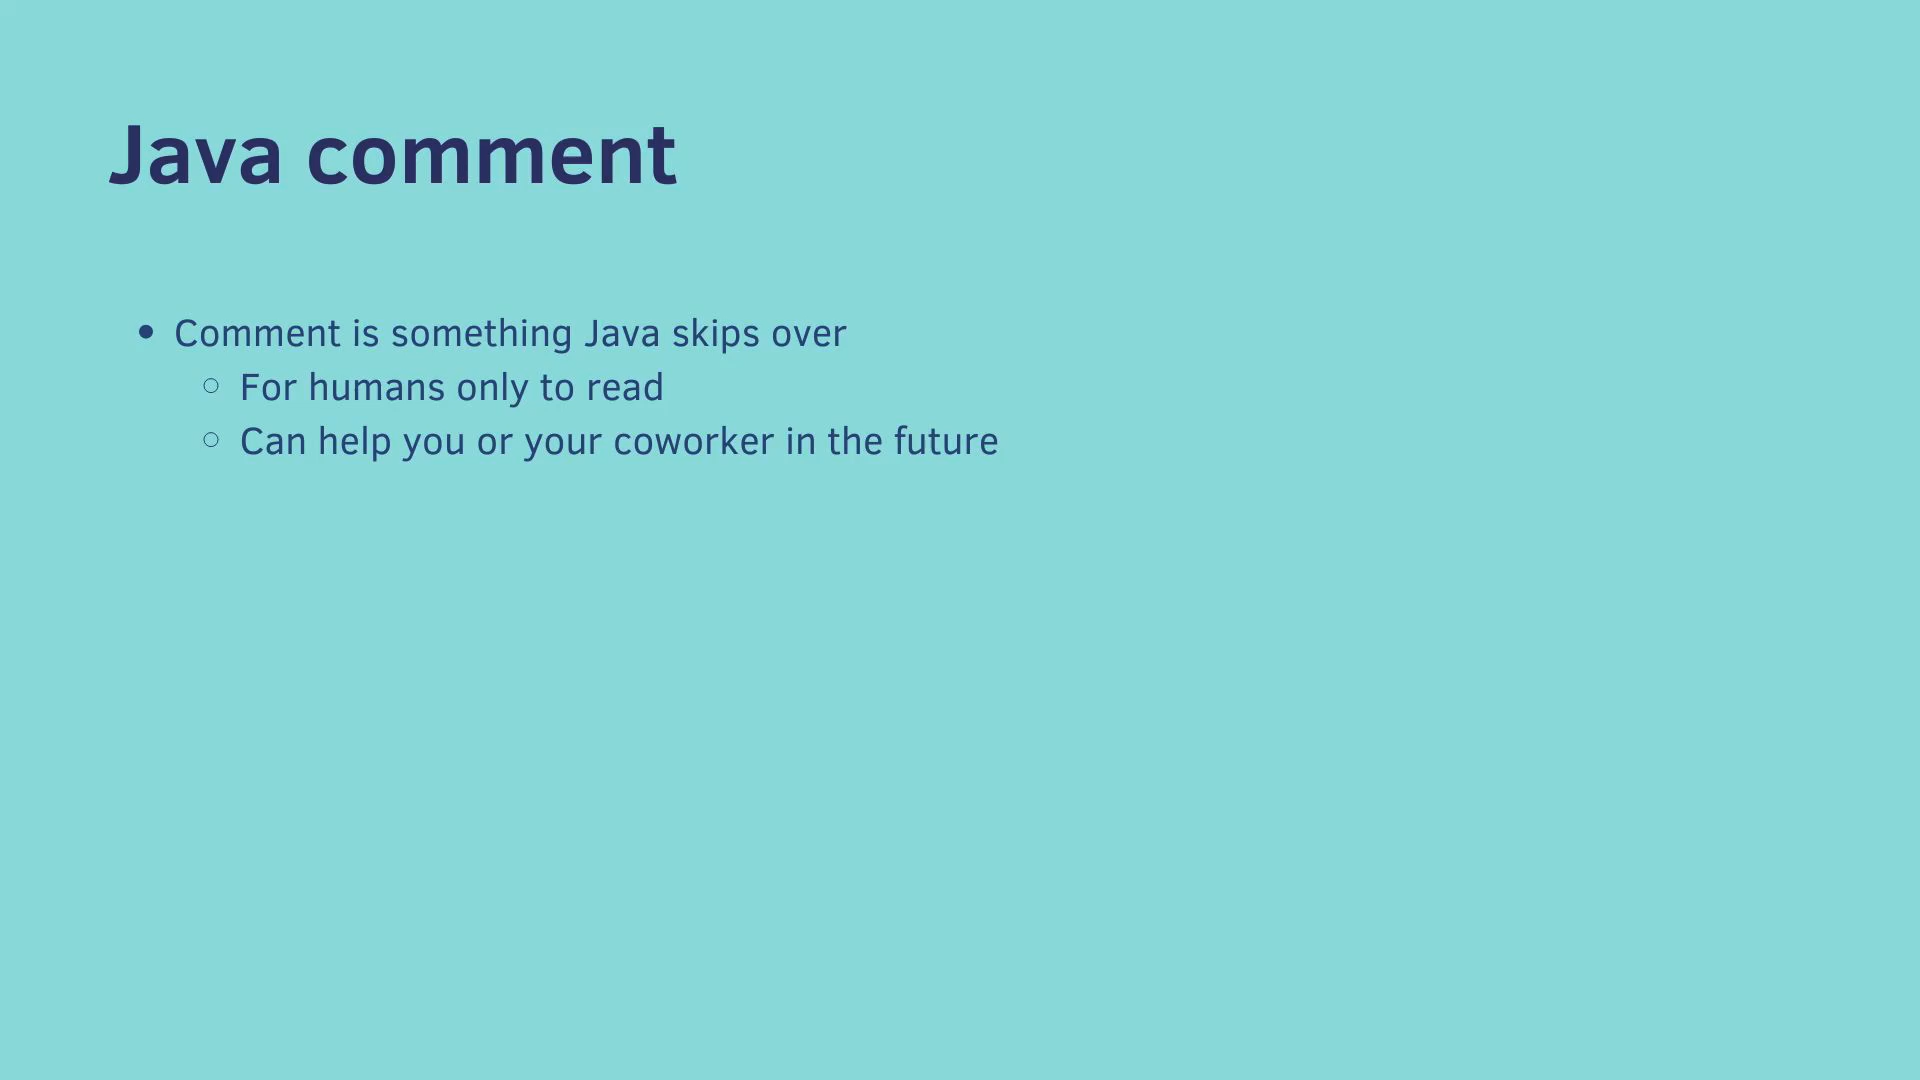 Java comment
• Comment is something Java skips over
○ For humans only to read
○ Can help you or your coworker in the future